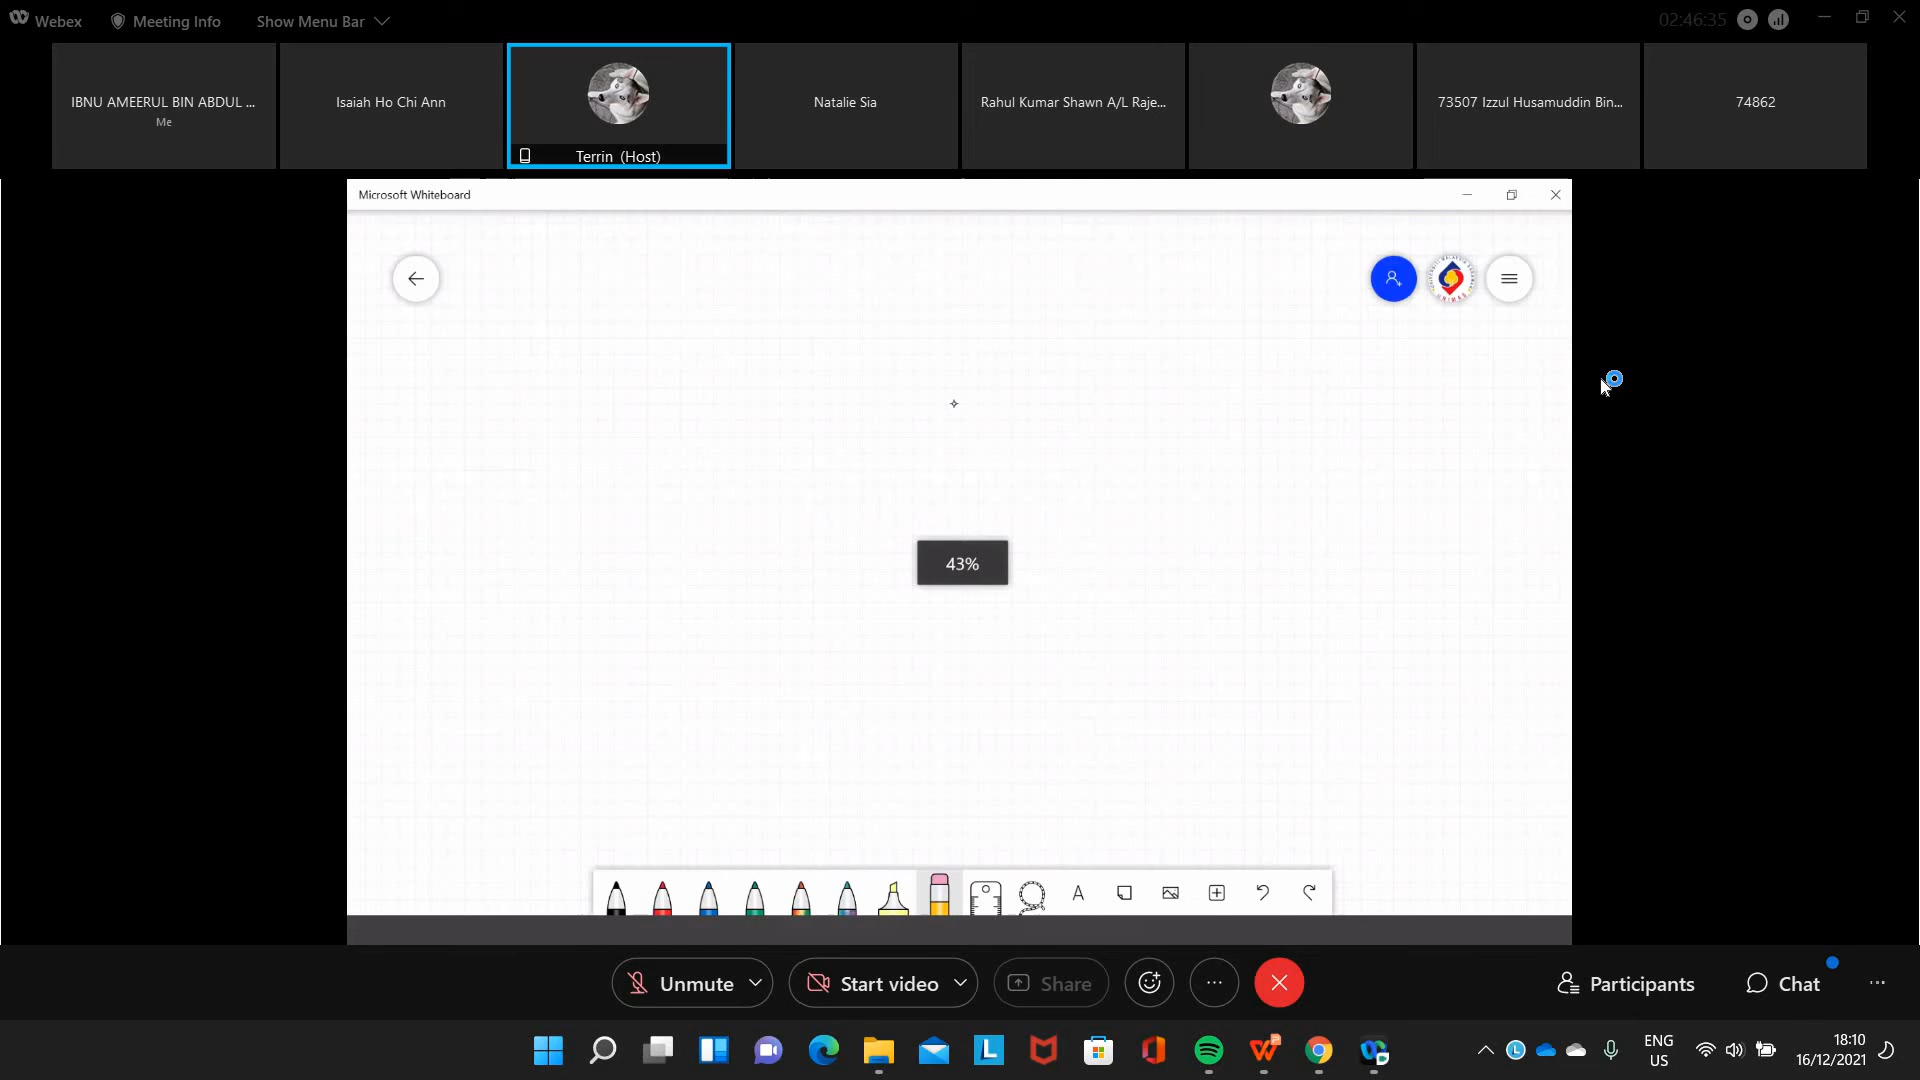 Webex
Meeting Info
Show Menu Bar
02:46:35
IBNU AMEERUL BIN ABDUL ...
Me
Isaiah Ho Chi Ann
Terrin (Host)
Natalie Sia
Rahul Kumar Shawn A/L Raje...
73507 Izzul Husamuddin Bin...
74862
Microsoft Whiteboard
43%
Unmute
Start video
Share
Participants
Chat
ENG
US
18:10
16/12/2021